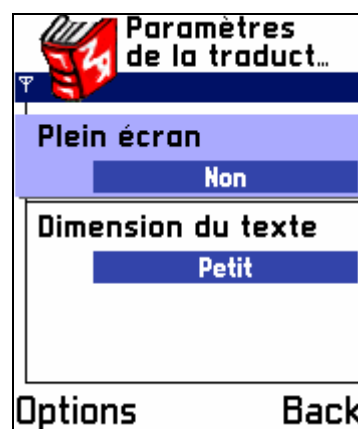 Paramètres
de la traduct...
Plein écran
Non
Dimension du texte
Petit
Options Back